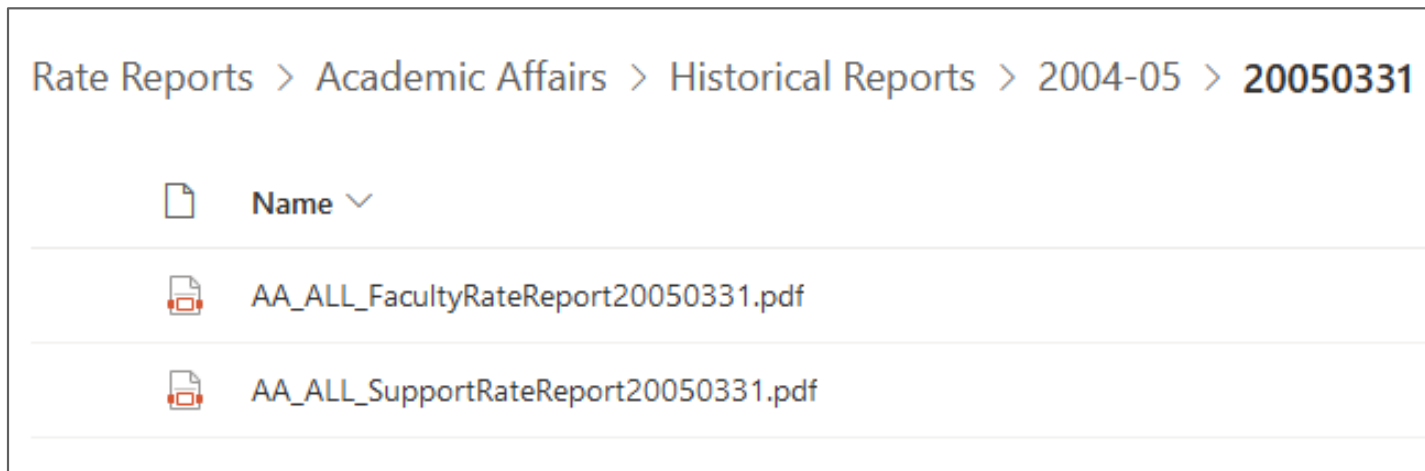 Rate Reports > Academic Affairs > Historical Reports > 2004-05 > 20050331
Name
AA_ALL_FacultyRateReport20050331.pdf
AA_ALL_SupportRateReport20050331.pdf